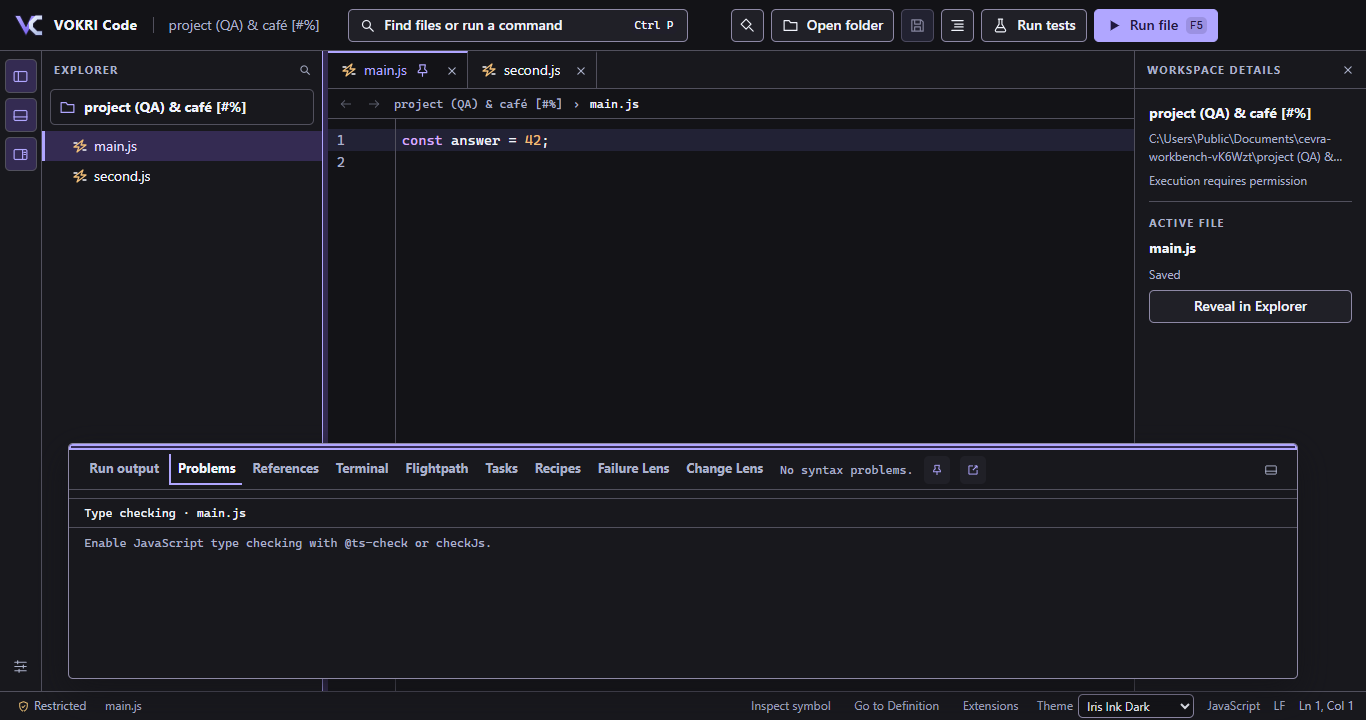 VC VOKRI Code project (QA) & café [#%] Find files or run a command Ctrl P Open folder Run tests Run file F5
EXPLORER
project (QA) & café [#%]
main.js
second.js
main.js second.js
project (QA) & café [#%] › main.js
1 const answer = 42;
2
WORKSPACE DETAILS
project (QA) & café [#%]
C:\Users\Public\Documents\cevra-
workbench-vK6Wzt\project (QA) &...
Execution requires permission
ACTIVE FILE
main.js
Saved
Reveal in Explorer
Run output Problems References Terminal Flightpath Tasks Recipes Failure Lens Change Lens No syntax problems.
Type checking · main.js
Enable JavaScript type checking with @ts-check or checkJs.
Restricted main.js Inspect symbol Go to Definition Extensions Theme Iris Ink Dark JavaScript LF Ln 1, Col 1